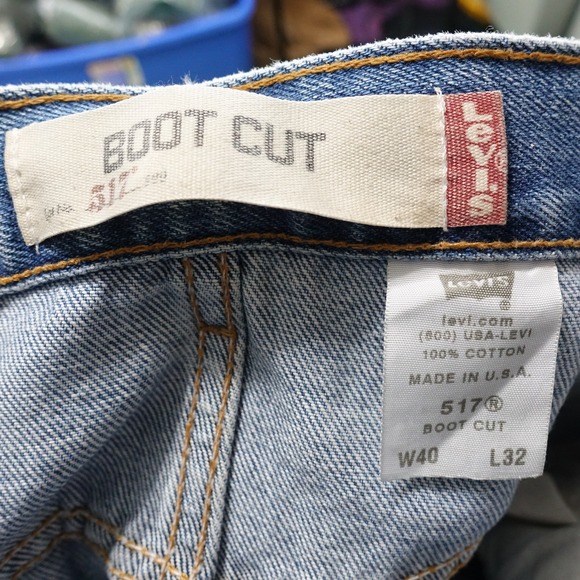 BOOT CUT
517
Levi's®
LEVI'S
®
levi.com
(800) USA-LEVI
100% COTTON
MADE IN U.S.A.
517®
BOOT CUT
W40 L32